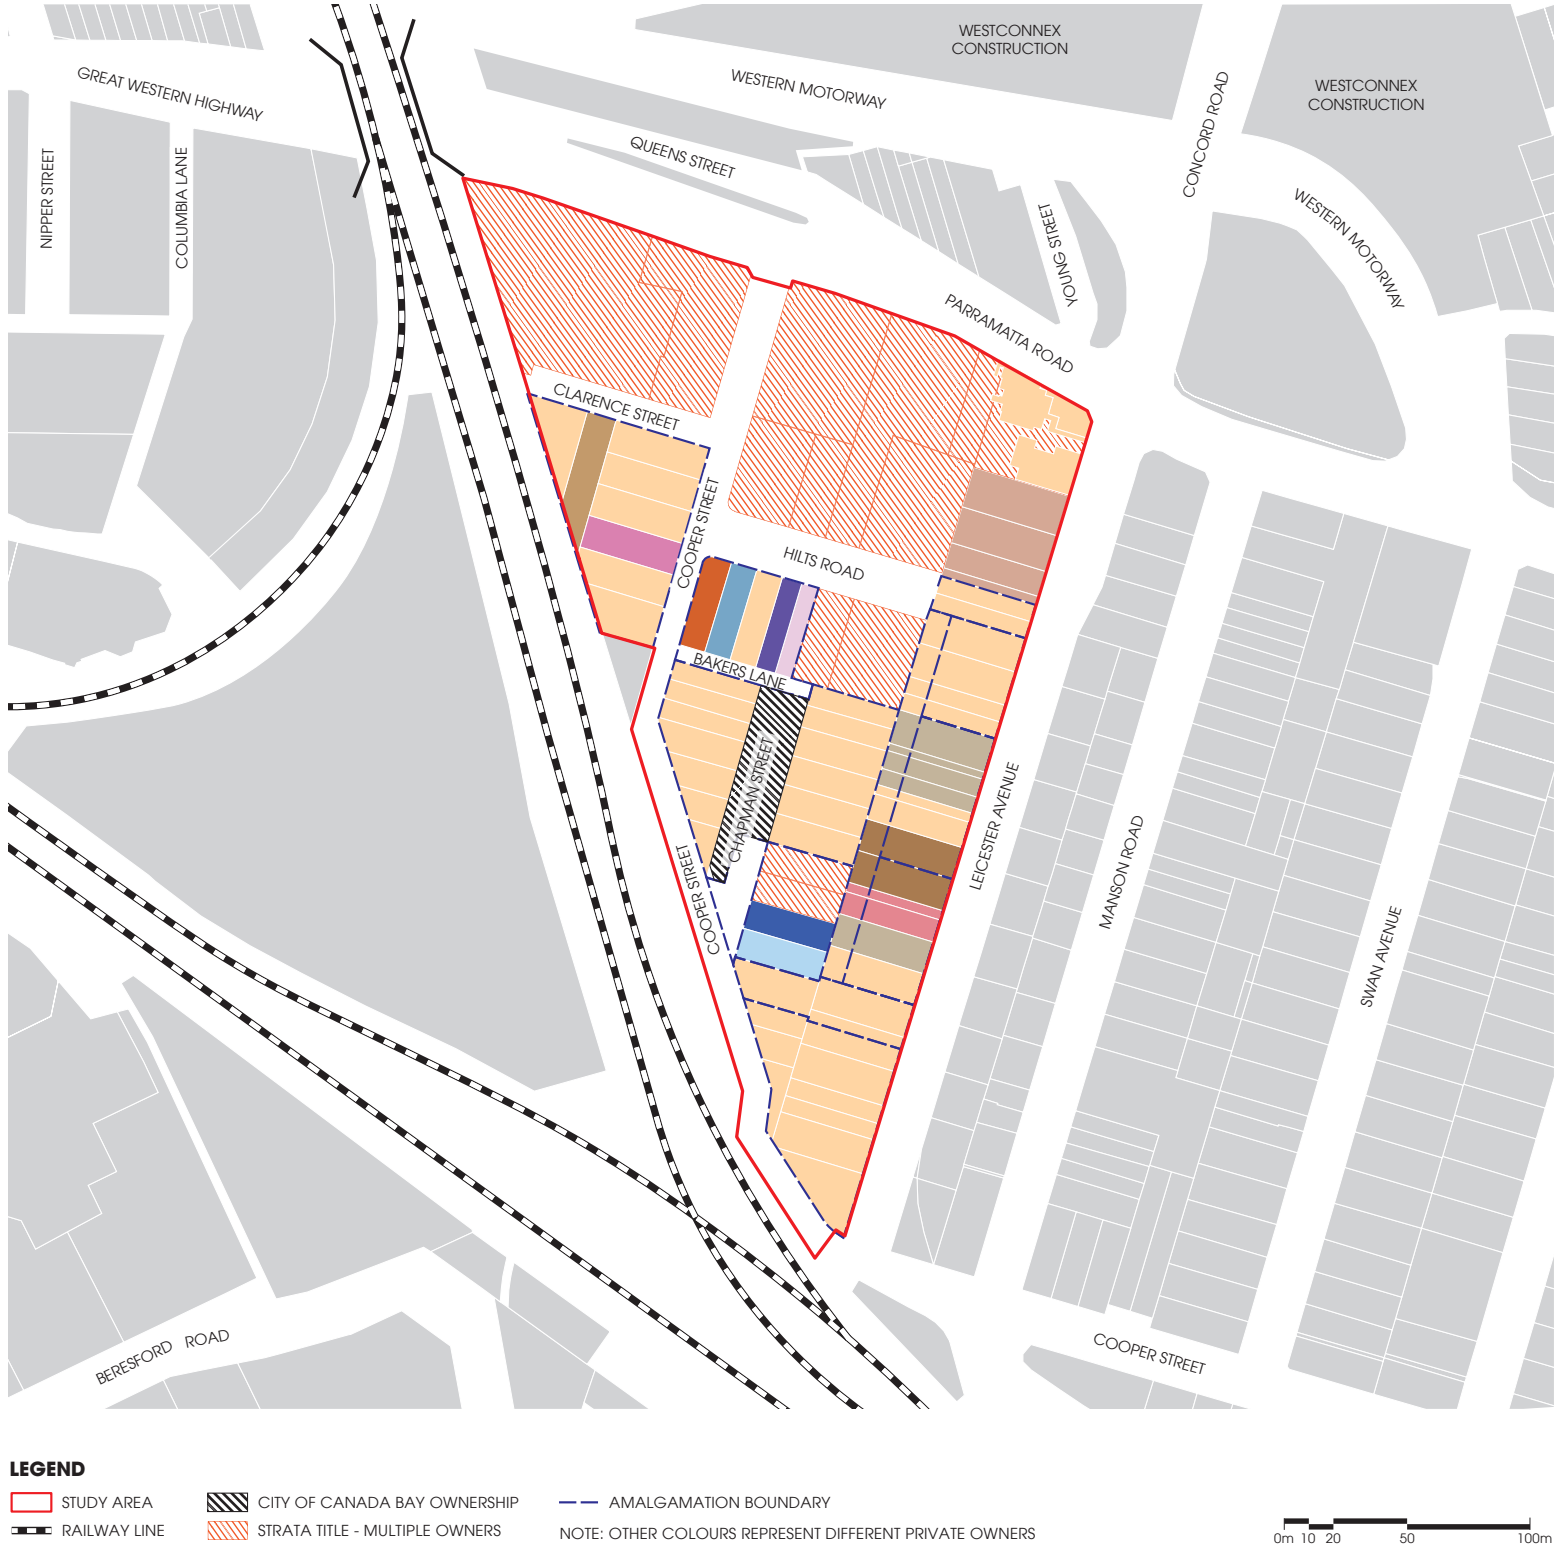 WESTCONNEX
CONSTRUCTION
WESTERN MOTORWAY
GREAT WESTERN HIGHWAY
CONCORD ROAD
WESTCONNEX
CONSTRUCTION
QUEENS STREET
NIPPER STREET
COLUMBIA LANE
YOUNG STREET
WESTERN MOTORWAY
PARRAMATTA ROAD
CLARENCE STREET
COOPER STREET
HILTS ROAD
BAKERS LANE
CHAPMAN STREET
LEICESTER AVENUE
COOPER STREET
MANSON ROAD
SWAN AVENUE
BERESFORD ROAD
COOPER STREET
LEGEND
STUDY AREA
RAILWAY LINE
CITY OF CANADA BAY OWNERSHIP
STRATA TITLE - MULTIPLE OWNERS
AMALGAMATION BOUNDARY
NOTE: OTHER COLOURS REPRESENT DIFFERENT PRIVATE OWNERS
0m 10 20 50 100m